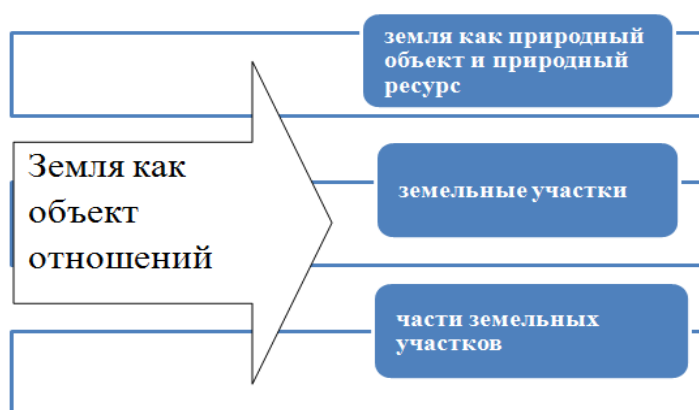 земля как природный
объект и природный
ресурс
Земля как
объект
отношений
земельные участки
части земельных
участков